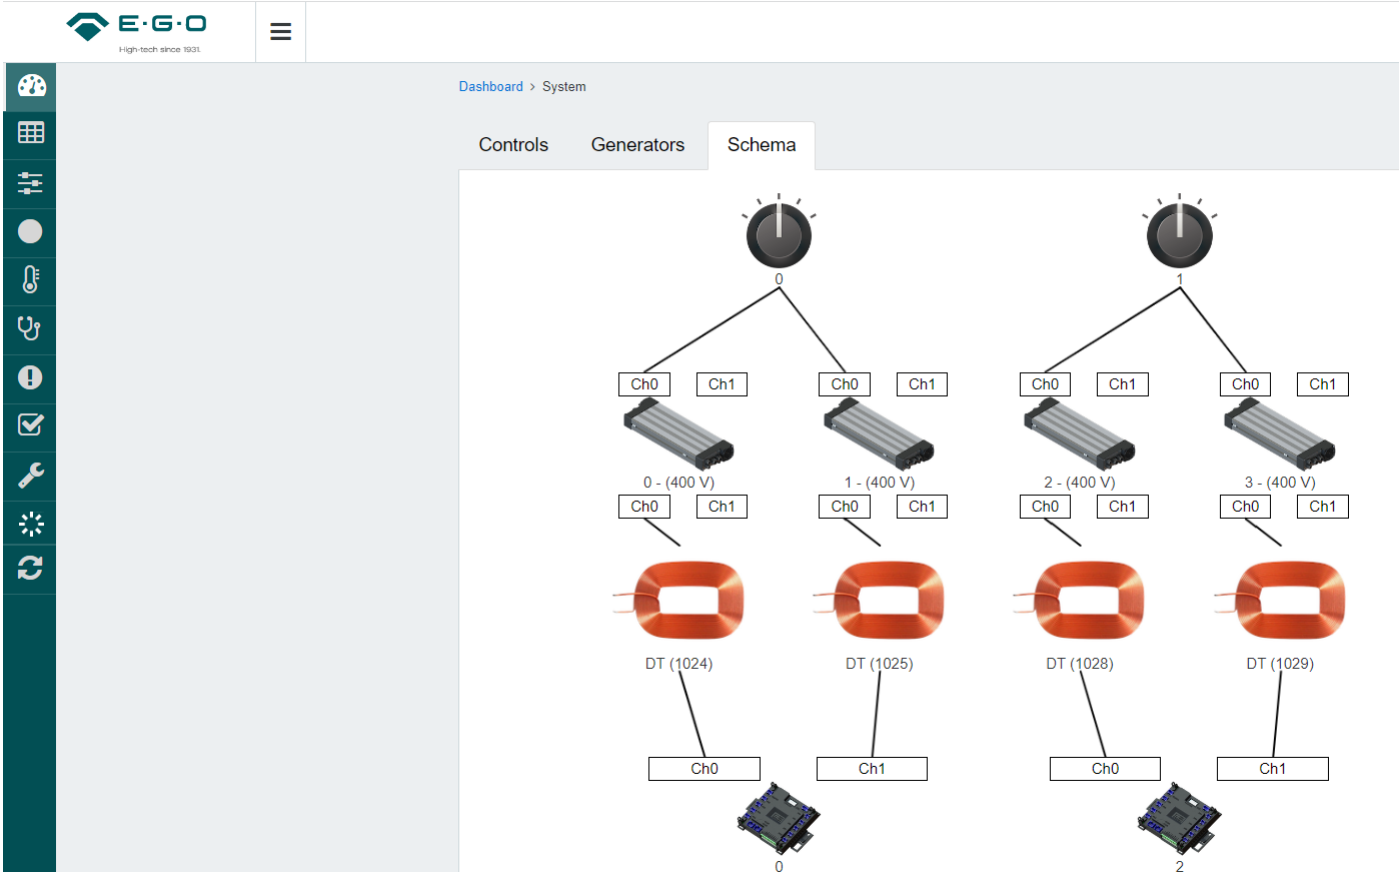 E·G·O
High-tech since 1931.
Dashboard > System
Controls Generators Schema
0 1
Ch0 Ch1 Ch0 Ch1 Ch0 Ch1 Ch0 Ch1
0 - (400 V) 1 - (400 V) 2 - (400 V) 3 - (400 V)
Ch0 Ch1 Ch0 Ch1 Ch0 Ch1 Ch0 Ch1
DT (1024) DT (1025) DT (1028) DT (1029)
Ch0 Ch1 Ch0 Ch1
0 2